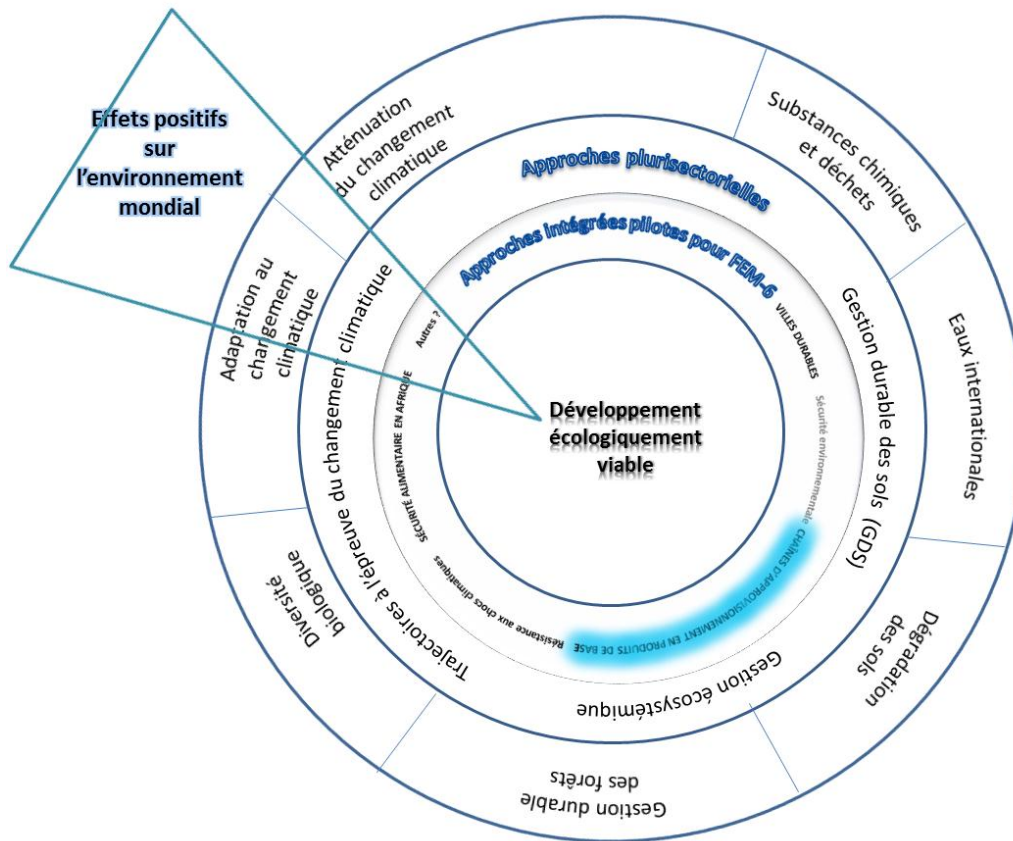 Effets positifs
sur
l'environnement
mondial
Atténuation
du changement
climatique
Substances chimiques
et déchets
Eaux internationales
Dégradation
des sols
Gestion durable
des forêts
Diversité
biologique
Adaptation au
changement
climatique
Approches plurisectorielles
Gestion durable des sols (GDS)
Gestion écosystémique
Trajectoires à l'épreuve du changement climatique
Approches intégrées pilotes pour FEM-6
VILLES DURABLES
Sécurité environnementale
CHAÎNES D'APPROVISIONNEMENT EN PRODUITS DE BASE
Résistance aux chocs climatiques
SÉCURITÉ ALIMENTAIRE EN AFRIQUE
Autres ?
Développement
écologiquement
viable